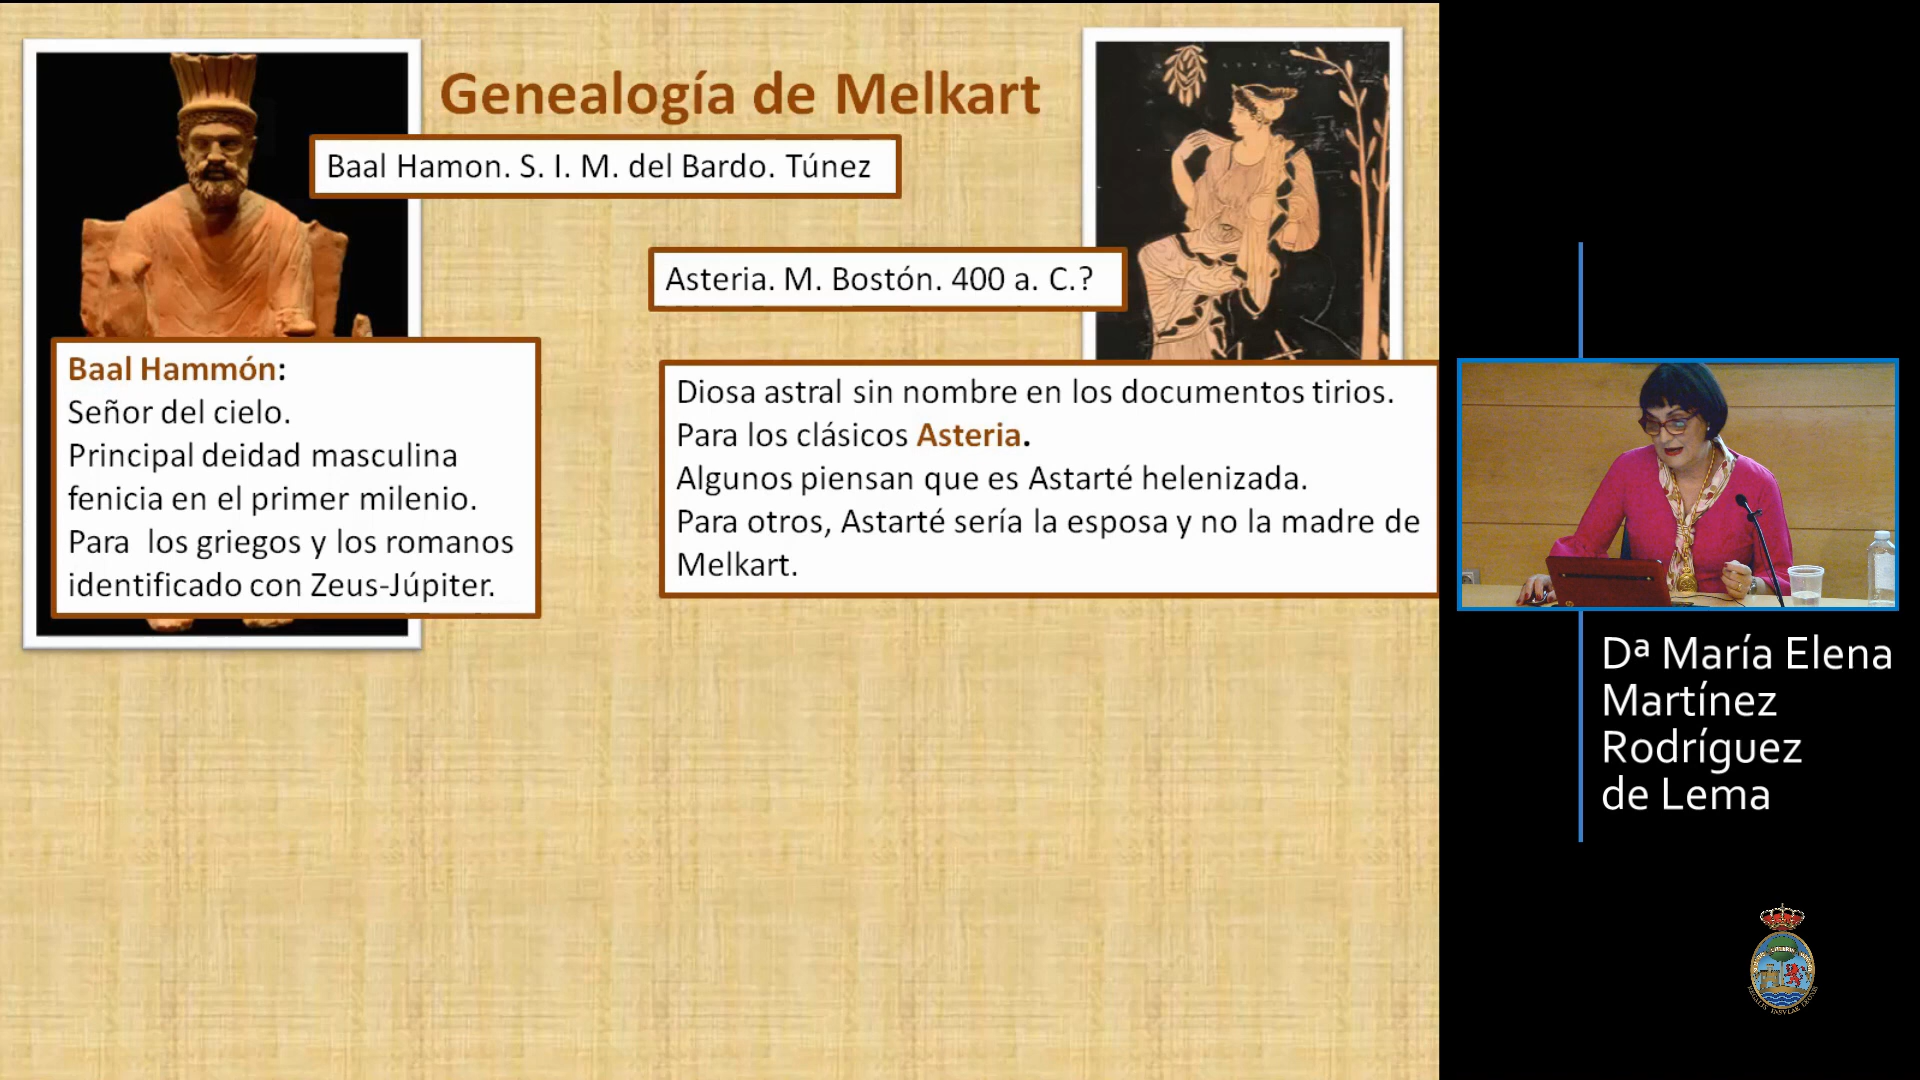 Genealogía de Melkart
Baal Hamon. S. I. M. del Bardo. Túnez
Asteria. M. Bostón. 400 a. C.?
Baal Hammón:
Señor del cielo.
Principal deidad masculina
fenicia en el primer milenio.
Para los griegos y los romanos
identificado con Zeus-Júpiter.
Diosa astral sin nombre en los documentos tirios.
Para los clásicos Asteria.
Algunos piensan que es Astarté helenizada.
Para otros, Astarté sería la esposa y no la madre de
Melkart.
Dª María Elena
Martínez
Rodríguez
de Lema